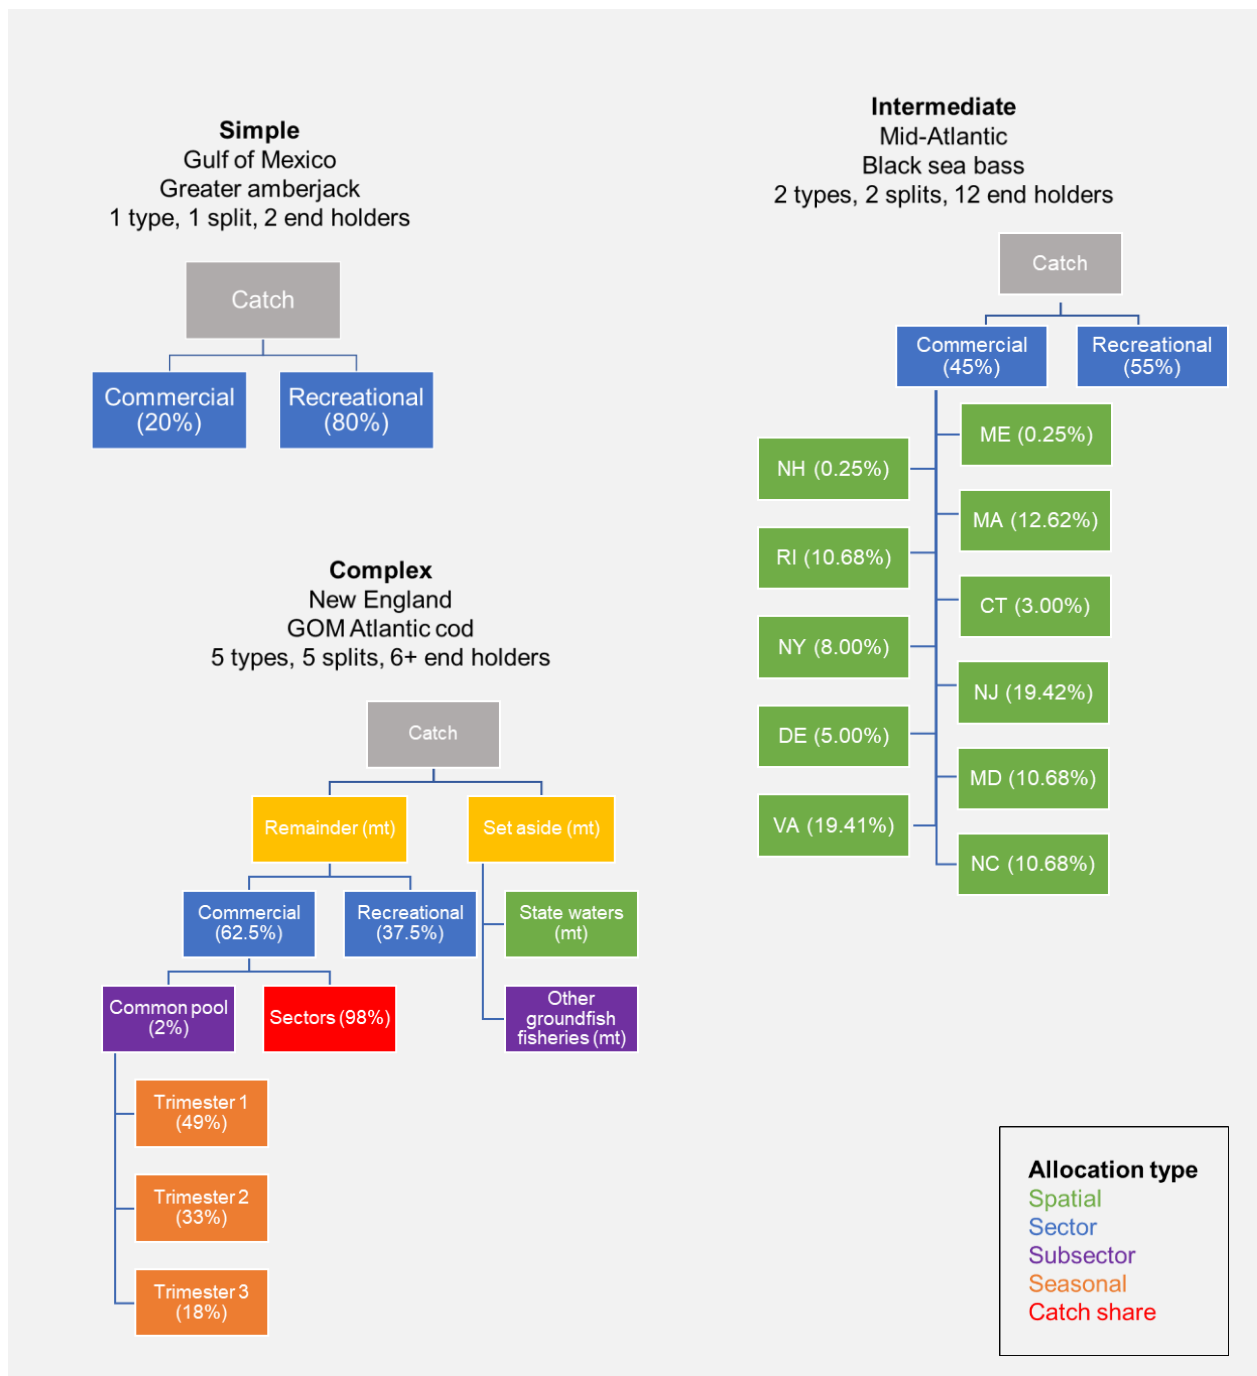 Simple
Gulf of Mexico
Greater amberjack
1 type, 1 split, 2 end holders
Catch
Commercial
(20%)
Recreational
(80%)
Intermediate
Mid-Atlantic
Black sea bass
2 types, 2 splits, 12 end holders
Catch
Commercial
(45%)
Recreational
(55%)
ME (0.25%)
NH (0.25%)
MA (12.62%)
RI (10.68%)
CT (3.00%)
NY (8.00%)
NJ (19.42%)
DE (5.00%)
MD (10.68%)
VA (19.41%)
NC (10.68%)
Complex
New England
GOM Atlantic cod
5 types, 5 splits, 6+ end holders
Catch
Remainder (mt)
Set aside (mt)
Commercial
(62.5%)
Recreational
(37.5%)
State waters
(mt)
Common pool
(2%)
Sectors (98%)
Other
groundfish
fisheries (mt)
Trimester 1
(49%)
Trimester 2
(33%)
Trimester 3
(18%)
Allocation type
Spatial
Sector
Subsector
Seasonal
Catch share